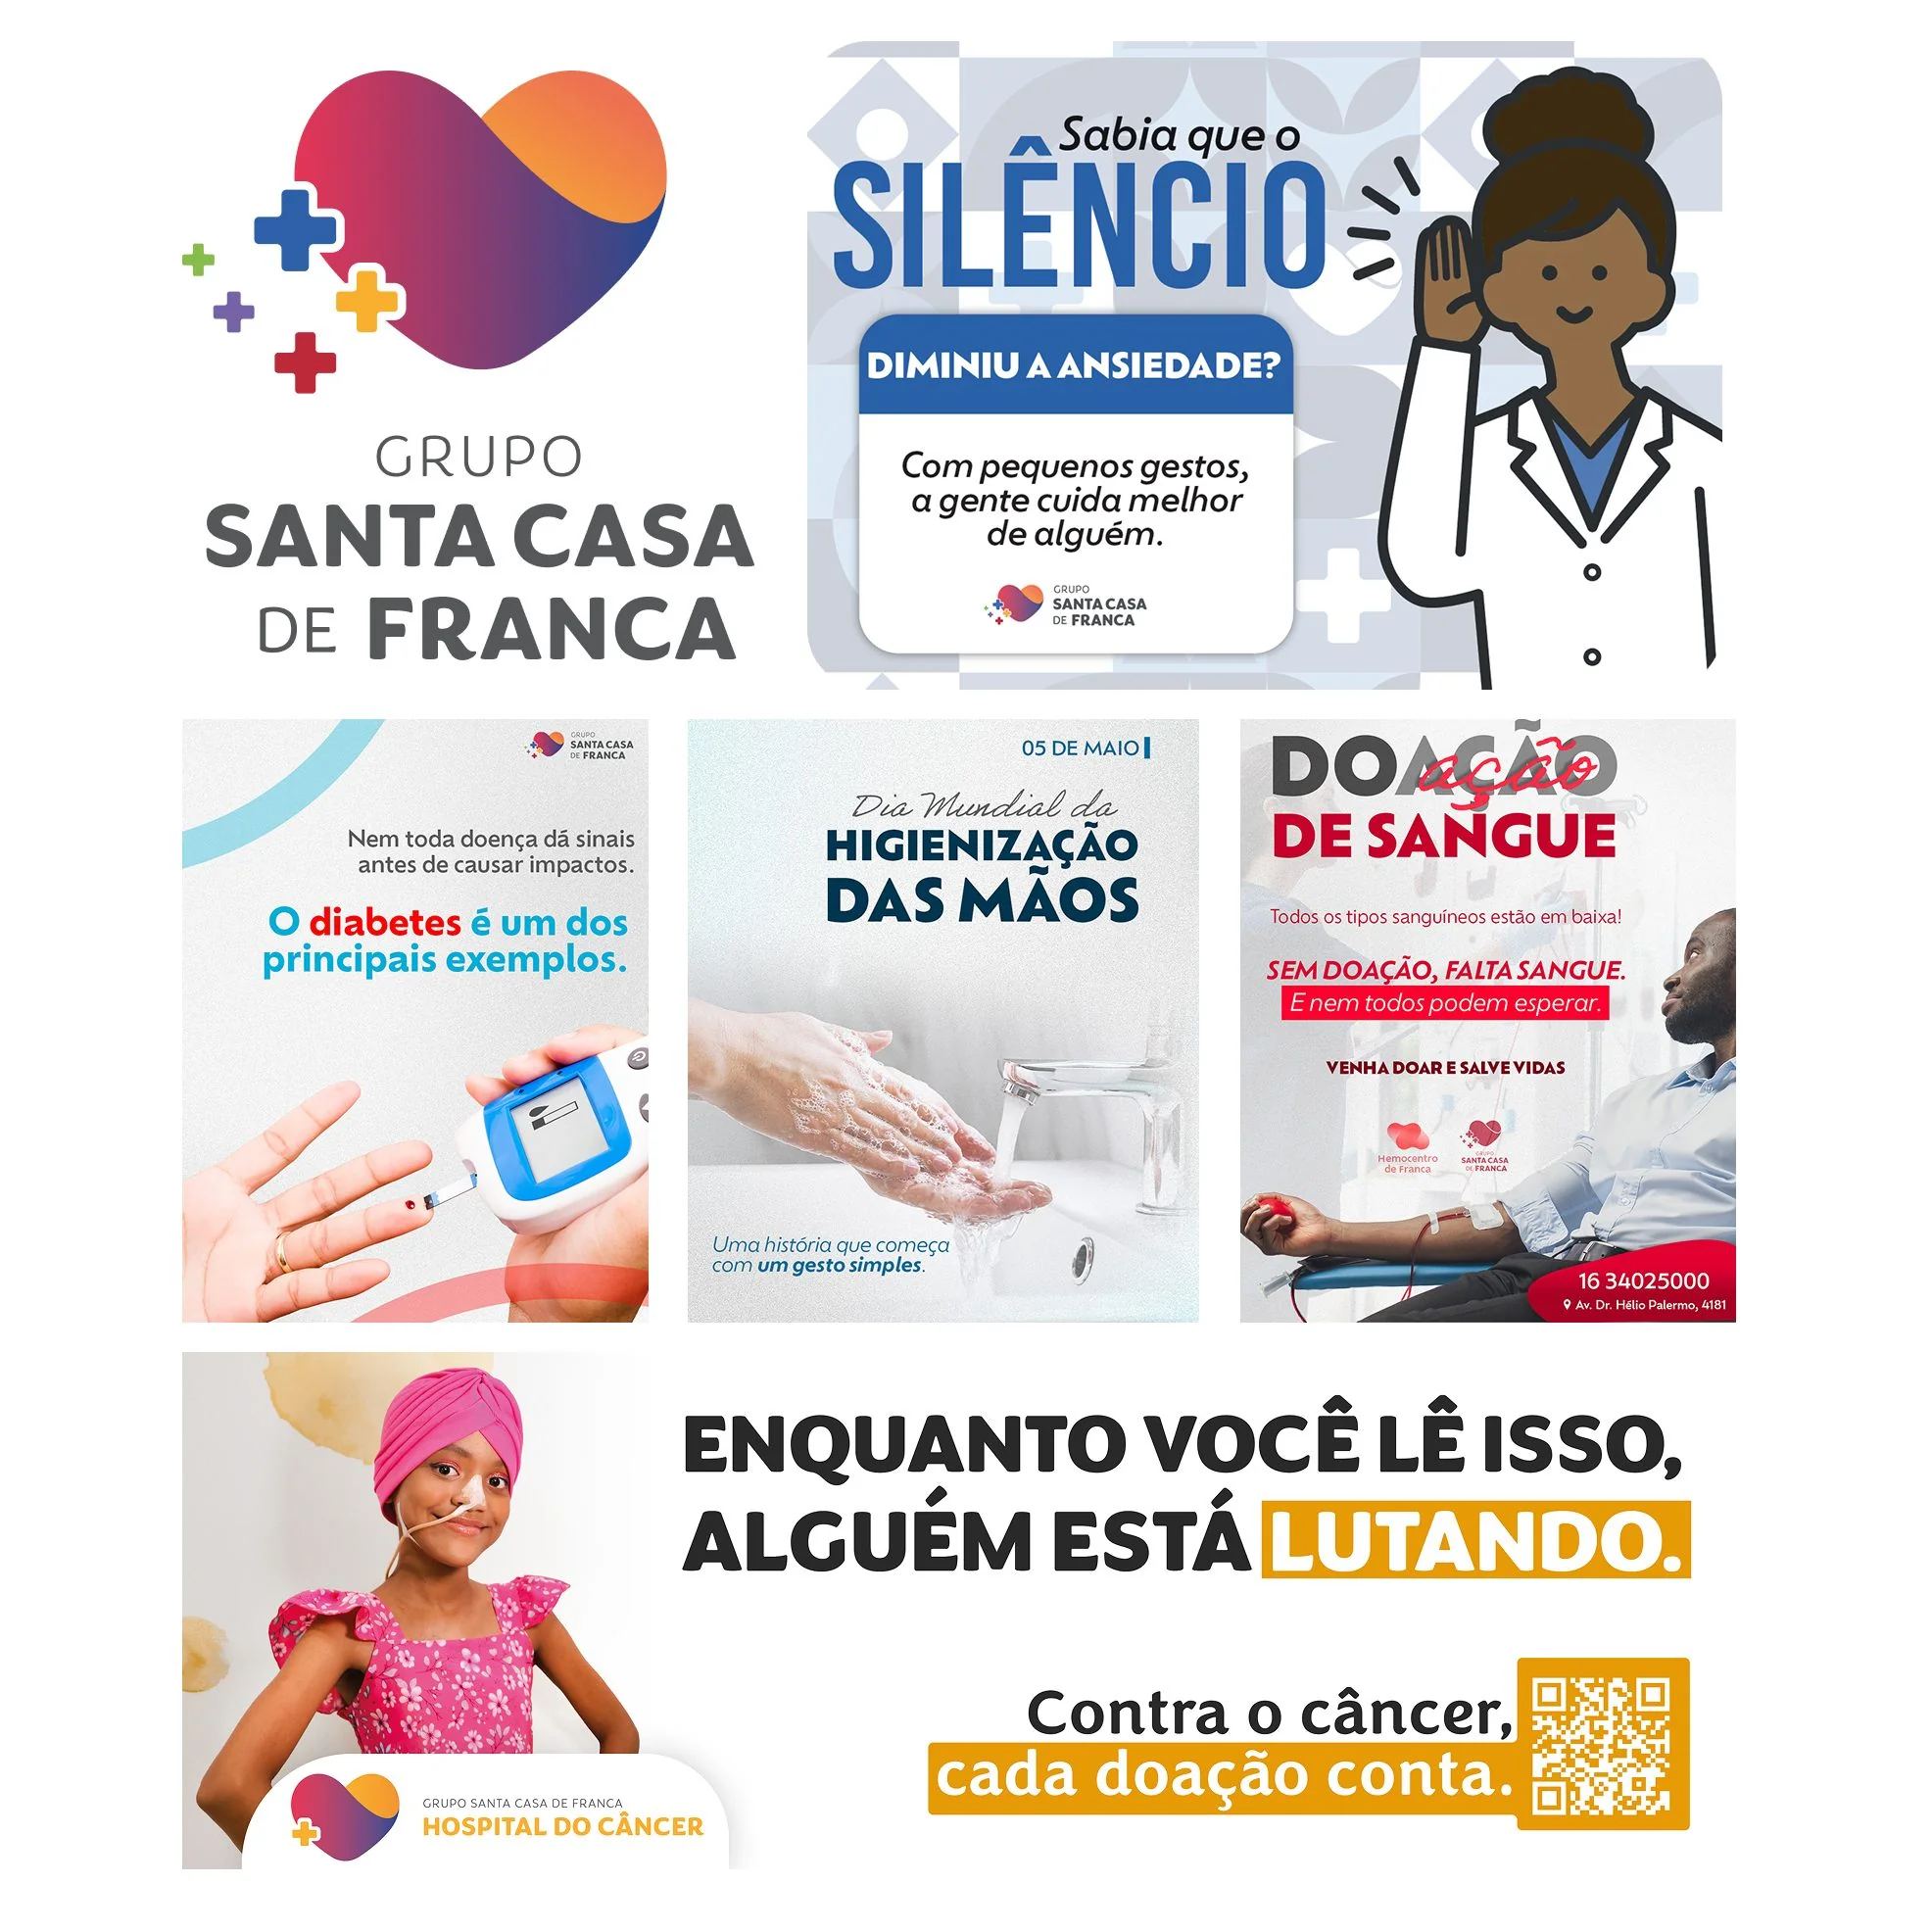 GRUPO
SANTA CASA
DE FRANCA
Sabia que o
SILÊNCIO
DIMINIU A ANSIEDADE?
Com pequenos gestos,
a gente cuida melhor
de alguém.
GRUPO
SANTA CASA
DE FRANCA
GRUPO
SANTA CASA
DE FRANCA
Nem toda doença dá sinais
antes de causar impactos.
O diabetes é um dos
principais exemplos.
05 DE MAIO
Dia Mundial da
HIGIENIZAÇÃO
DAS MÃOS
Uma história que começa
com um gesto simples.
DOAÇÃO
ação
DE SANGUE
Todos os tipos sanguíneos estão em baixa!
SEM DOAÇÃO, FALTA SANGUE.
E nem todos podem esperar.
VENHA DOAR E SALVE VIDAS
Hemocentro
de Franca
GRUPO
SANTA CASA
DE FRANCA
16 34025000
Av. Dr. Hélio Palermo, 4181
ENQUANTO VOCÊ LÊ ISSO,
ALGUÉM ESTÁ LUTANDO.
Contra o câncer,
cada doação conta.
GRUPO SANTA CASA DE FRANCA
HOSPITAL DO CÂNCER